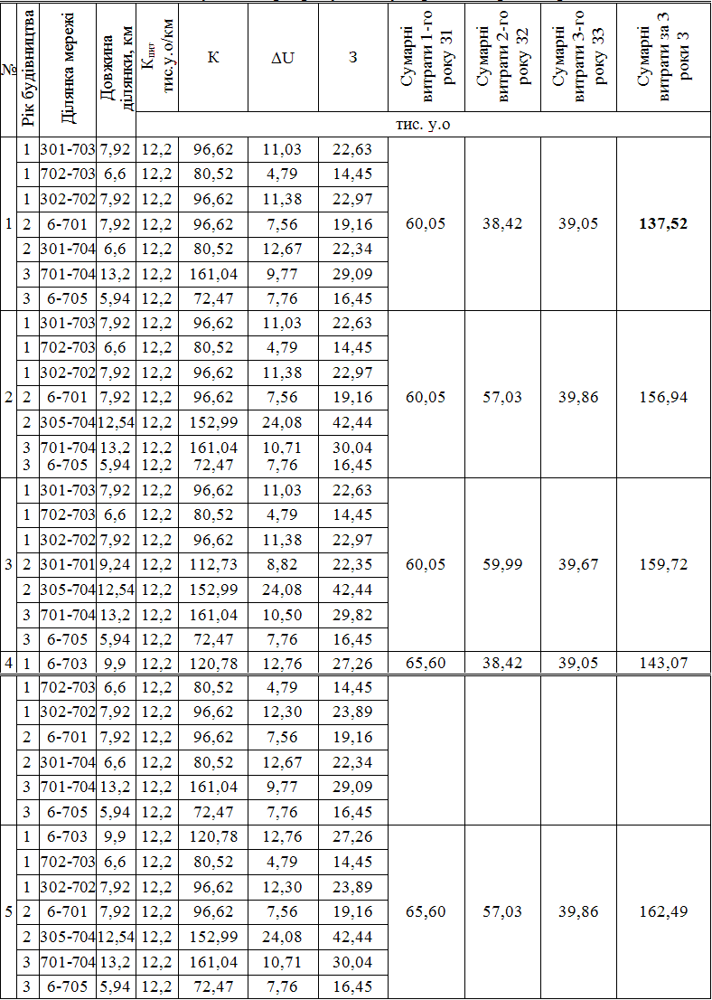 № Рік будівництва Ділянка мережі Довжина ділянки, км Кпит тис.у.о/км К ΔU З Сумарні витрати 1-го року З1 Сумарні витрати 2-го року З2 Сумарні витрати 3-го року З3 Сумарні витрати за 3 роки З
тис. у.о
1 301-703 7,92 12,2 96,62 11,03 22,63
1 702-703 6,6 12,2 80,52 4,79 14,45
1 302-702 7,92 12,2 96,62 11,38 22,97
1 2 6-701 7,92 12,2 96,62 7,56 19,16 60,05 38,42 39,05 137,52
2 301-704 6,6 12,2 80,52 12,67 22,34
3 701-704 13,2 12,2 161,04 9,77 29,09
3 6-705 5,94 12,2 72,47 7,76 16,45
1 301-703 7,92 12,2 96,62 11,03 22,63
1 702-703 6,6 12,2 80,52 4,79 14,45
1 302-702 7,92 12,2 96,62 11,38 22,97
2 2 6-701 7,92 12,2 96,62 7,56 19,16 60,05 57,03 39,86 156,94
2 305-704 12,54 12,2 152,99 24,08 42,44
3 701-704 13,2 12,2 161,04 10,71 30,04
3 6-705 5,94 12,2 72,47 7,76 16,45
1 301-703 7,92 12,2 96,62 11,03 22,63
1 702-703 6,6 12,2 80,52 4,79 14,45
1 302-702 7,92 12,2 96,62 11,38 22,97
3 2 301-701 9,24 12,2 112,73 8,82 22,35 60,05 59,99 39,67 159,72
2 305-704 12,54 12,2 152,99 24,08 42,44
3 701-704 13,2 12,2 161,04 10,50 29,82
3 6-705 5,94 12,2 72,47 7,76 16,45
4 1 6-703 9,9 12,2 120,78 12,76 27,26 65,60 38,42 39,05 143,07
1 702-703 6,6 12,2 80,52 4,79 14,45
1 302-702 7,92 12,2 96,62 12,30 23,89
2 6-701 7,92 12,2 96,62 7,56 19,16
2 301-704 6,6 12,2 80,52 12,67 22,34
3 701-704 13,2 12,2 161,04 9,77 29,09
3 6-705 5,94 12,2 72,47 7,76 16,45
1 6-703 9,9 12,2 120,78 12,76 27,26
1 702-703 6,6 12,2 80,52 4,79 14,45
1 302-702 7,92 12,2 96,62 12,30 23,89
5 2 6-701 7,92 12,2 96,62 7,56 19,16 65,60 57,03 39,86 162,49
2 305-704 12,54 12,2 152,99 24,08 42,44
3 701-704 13,2 12,2 161,04 10,71 30,04
3 6-705 5,94 12,2 72,47 7,76 16,45